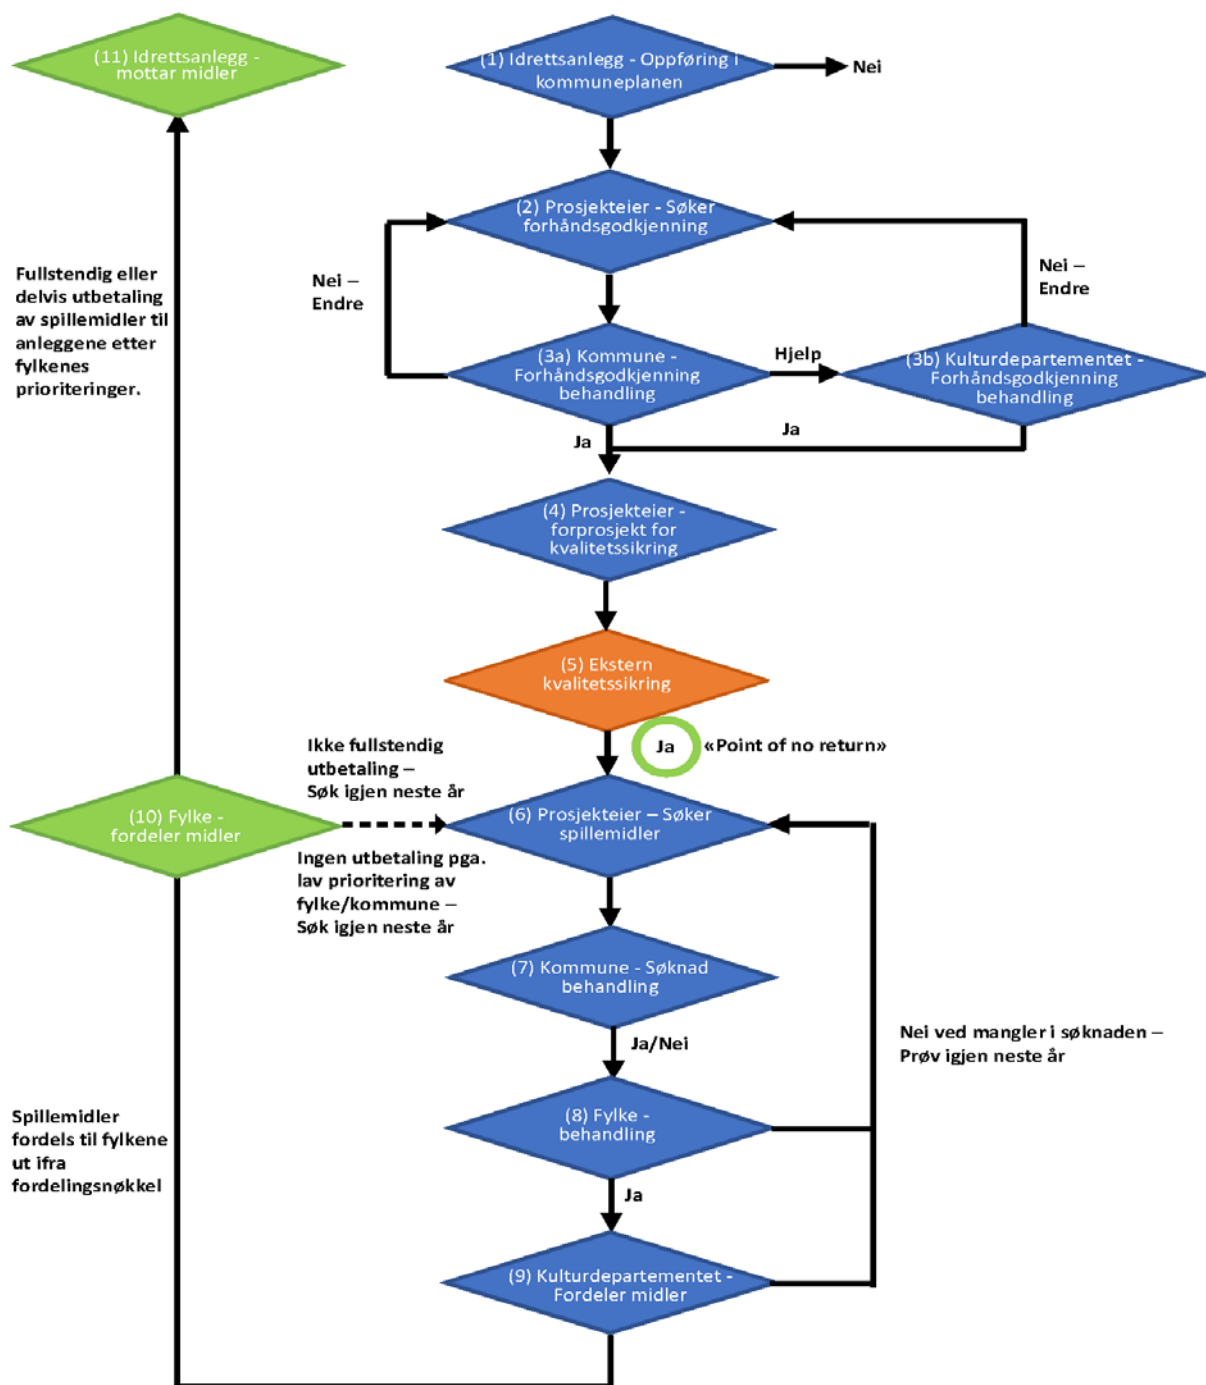 (11) Idrettsanlegg -
mottar midler
(1) Idrettsanlegg - Oppføring i
kommuneplanen
Nei
(2) Prosjekteier - Søker
forhåndsgodkjenning
Fullstendig eller
delvis utbetaling
av spillemidler til
anleggene etter
fylkenes
prioriteringer.
Nei –
Endre
Nei –
Endre
(3a) Kommune -
Forhåndsgodkjenning
behandling
Hjelp
(3b) Kulturdepartementet -
Forhåndsgodkjenning
behandling
Ja
Ja
(4) Prosjekteier -
forprosjekt for
kvalitetssikring
(5) Ekstern
kvalitetssikring
Ja
«Point of no return»
Ikke fullstendig
utbetaling –
Søk igjen neste år
(10) Fylke -
fordeler midler
(6) Prosjekteier – Søker
spillemidler
Ingen utbetaling pga.
lav prioritering av
fylke/kommune –
Søk igjen neste år
(7) Kommune - Søknad
behandling
Ja/Nei
Nei ved mangler i søknaden –
Prøv igjen neste år
(8) Fylke -
behandling
Spillemidler
fordels til fylkene
ut ifra
fordelingsnøkkel
Ja
(9) Kulturdepartementet -
Fordeler midler